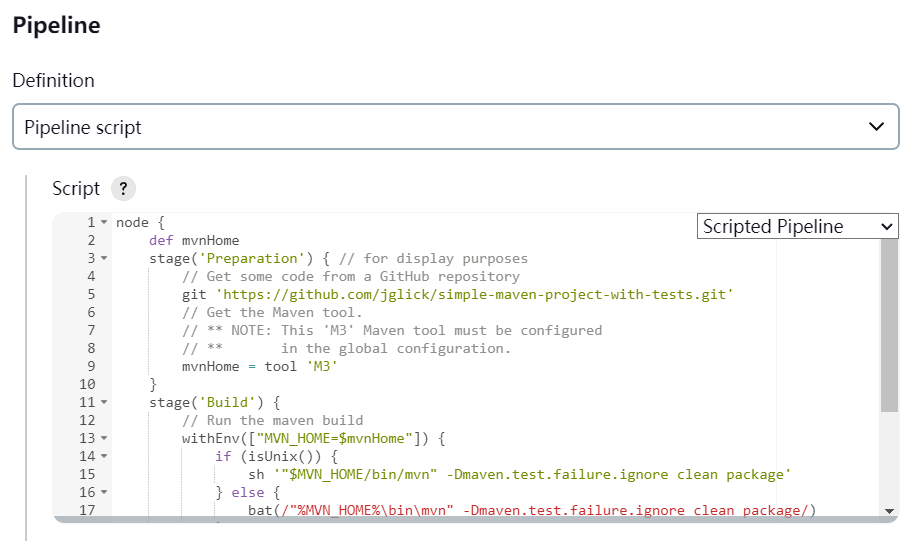 Pipeline
Definition
Pipeline script
Script ?
Scripted Pipeline
1 node {
2     def mvnHome
3     stage('Preparation') { // for display purposes
4         // Get some code from a GitHub repository
5         git 'https://github.com/jglick/simple-maven-project-with-tests.git'
6         // Get the Maven tool.
7         // ** NOTE: This 'M3' Maven tool must be configured
8         // **       in the global configuration.
9         mvnHome = tool 'M3'
10     }
11     stage('Build') {
12         // Run the maven build
13         withEnv(["MVN_HOME=$mvnHome"]) {
14             if (isUnix()) {
15                 sh '"$MVN_HOME/bin/mvn" -Dmaven.test.failure.ignore clean package'
16             } else {
17                 bat(/"%MVN_HOME%\bin\mvn" -Dmaven.test.failure.ignore clean package/)